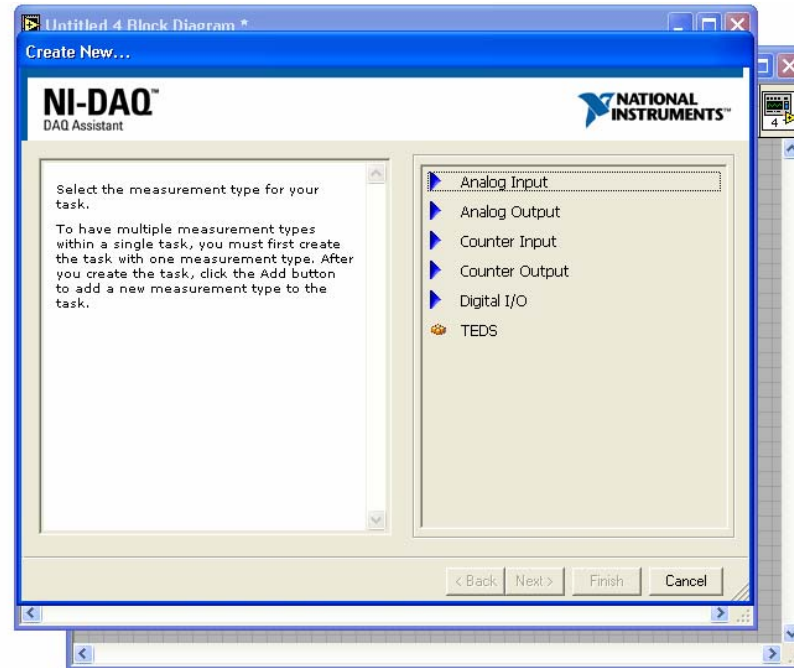 Untitled 4 Block Diagram *
Create New...
NI-DAQ™
DAQ Assistant
NATIONAL
INSTRUMENTS™
4
Select the measurement type for your
task.
To have multiple measurement types
within a single task, you must first create
the task with one measurement type. After
you create the task, click the Add button
to add a new measurement type to the
task.
Analog Input
Analog Output
Counter Input
Counter Output
Digital I/O
TEDS
< Back
Next >
Finish
Cancel